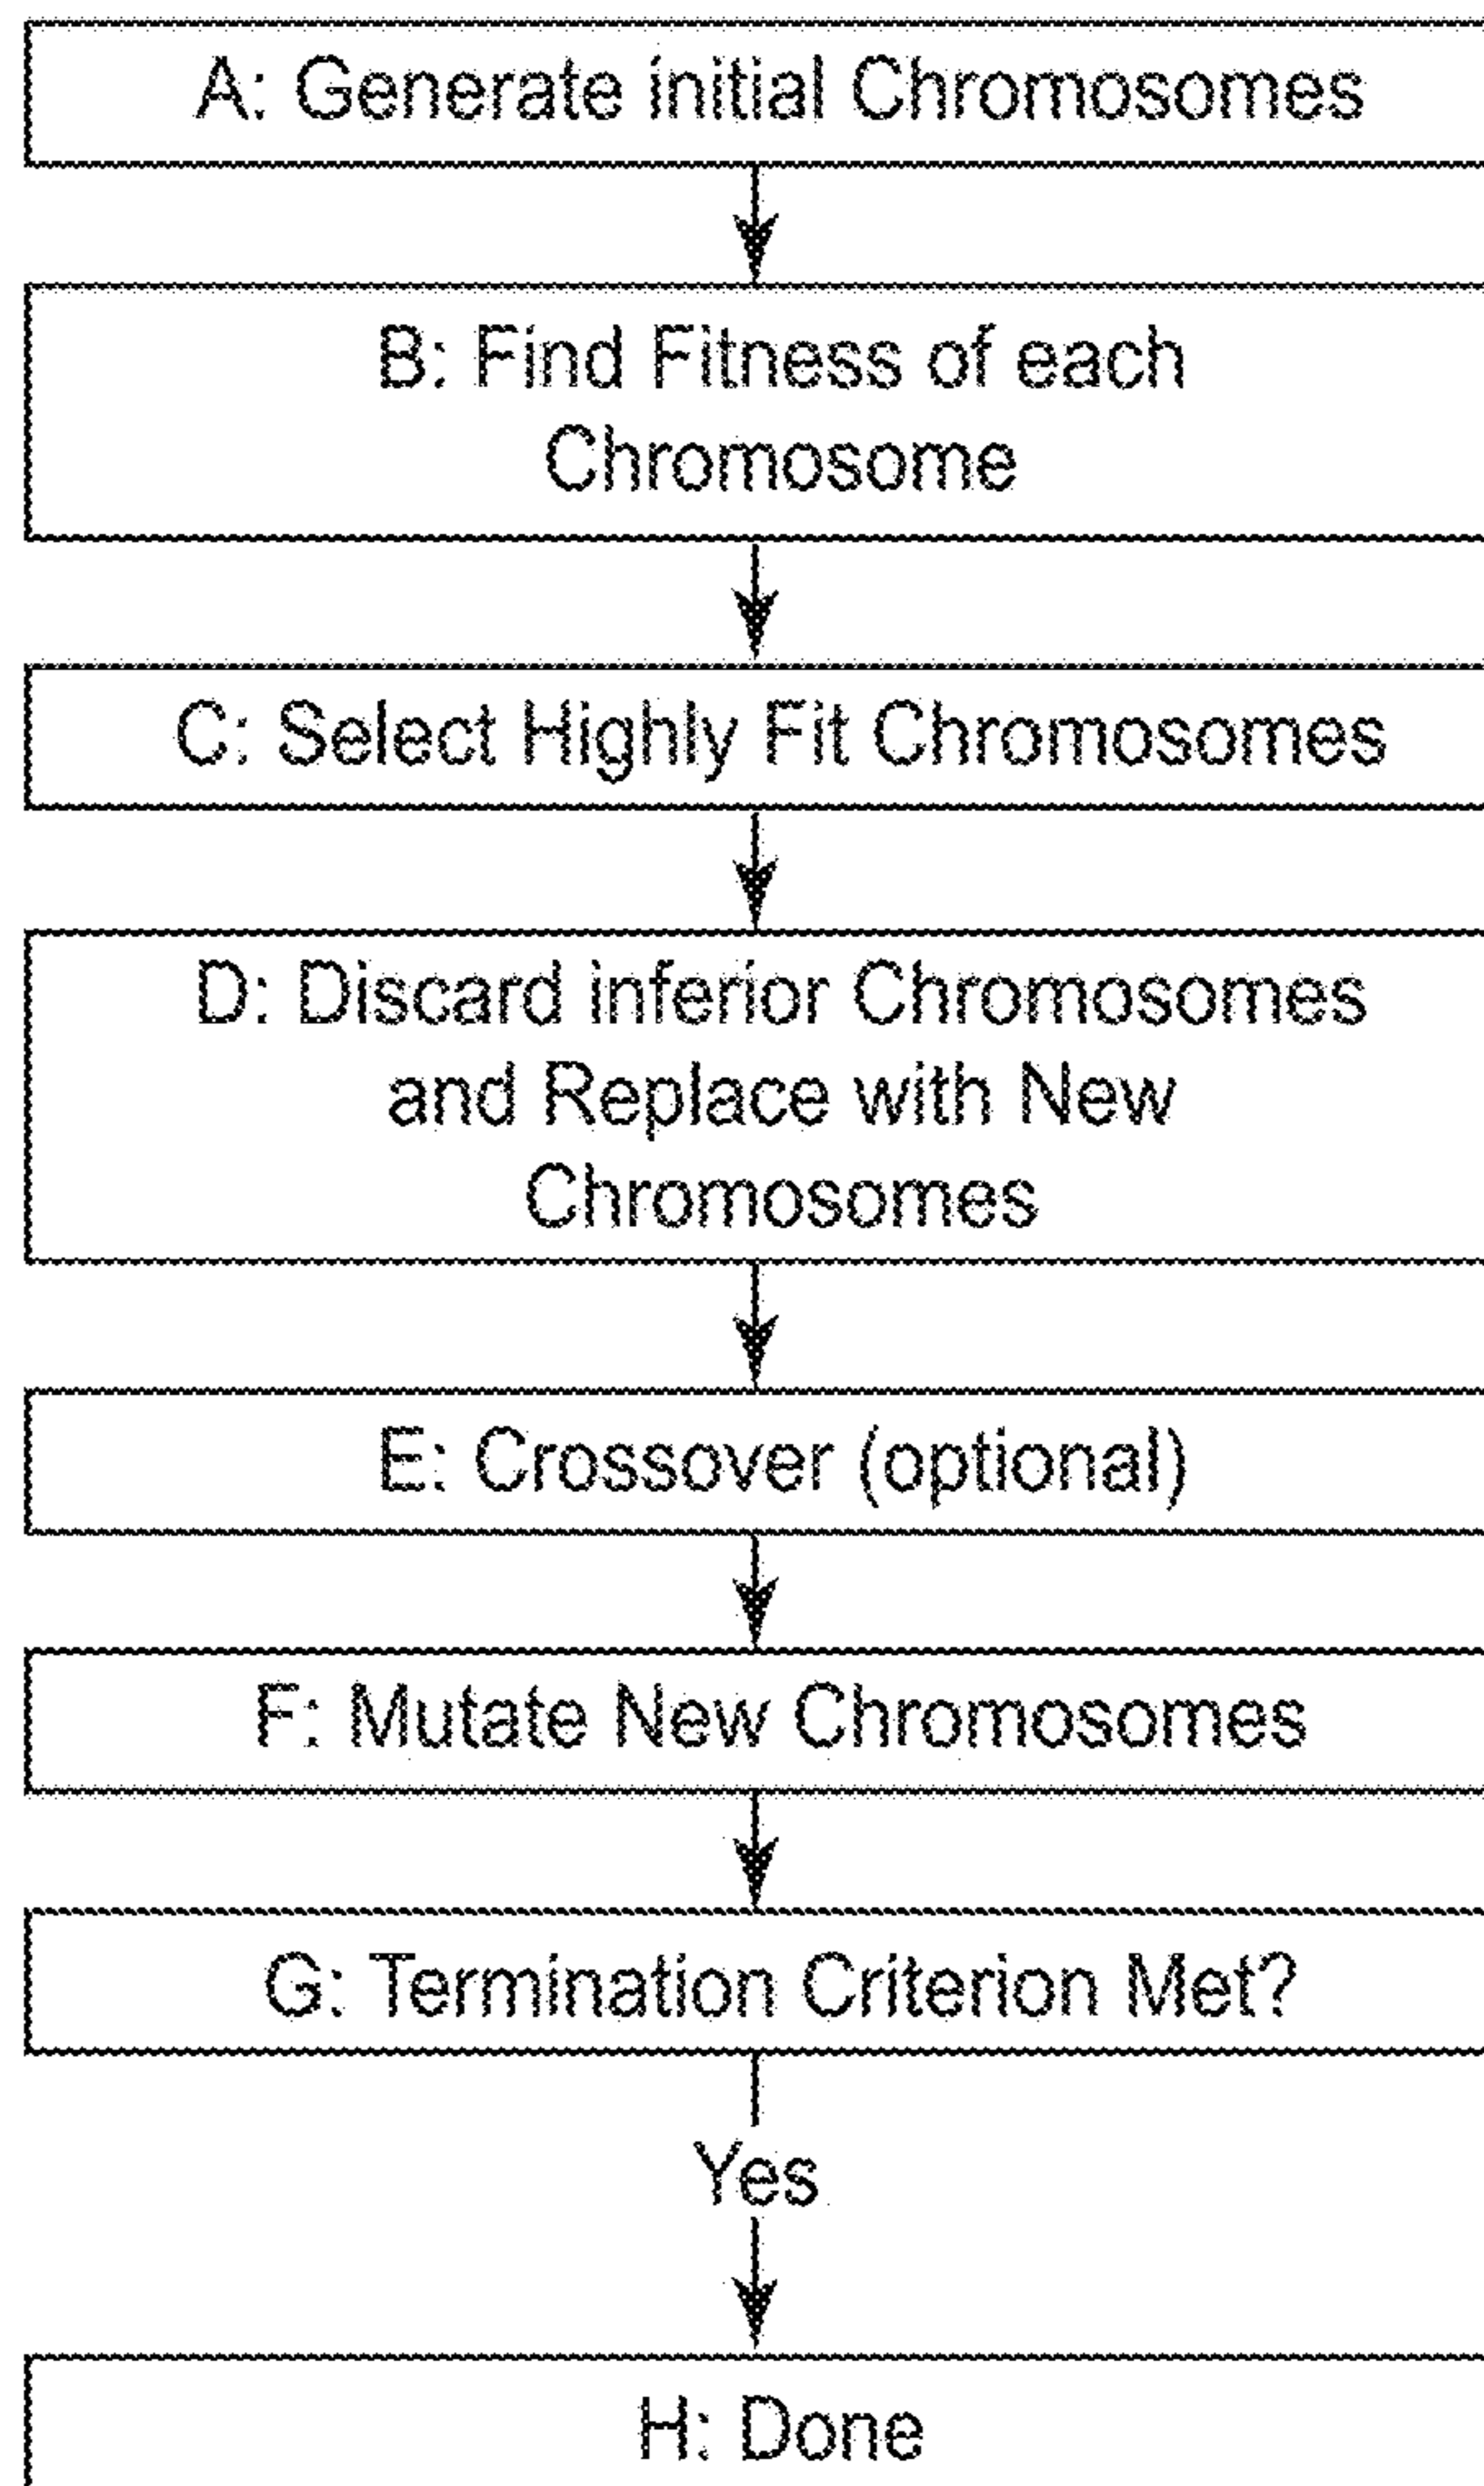 A: Generate initial Chromosomes
B: Find Fitness of each
Chromosome
C: Select Highly Fit Chromosomes
D: Discard inferior Chromosomes
and Replace with New
Chromosomes
E: Crossover (optional)
F: Mutate New Chromosomes
G: Termination Criterion Met?
Yes
H: Done